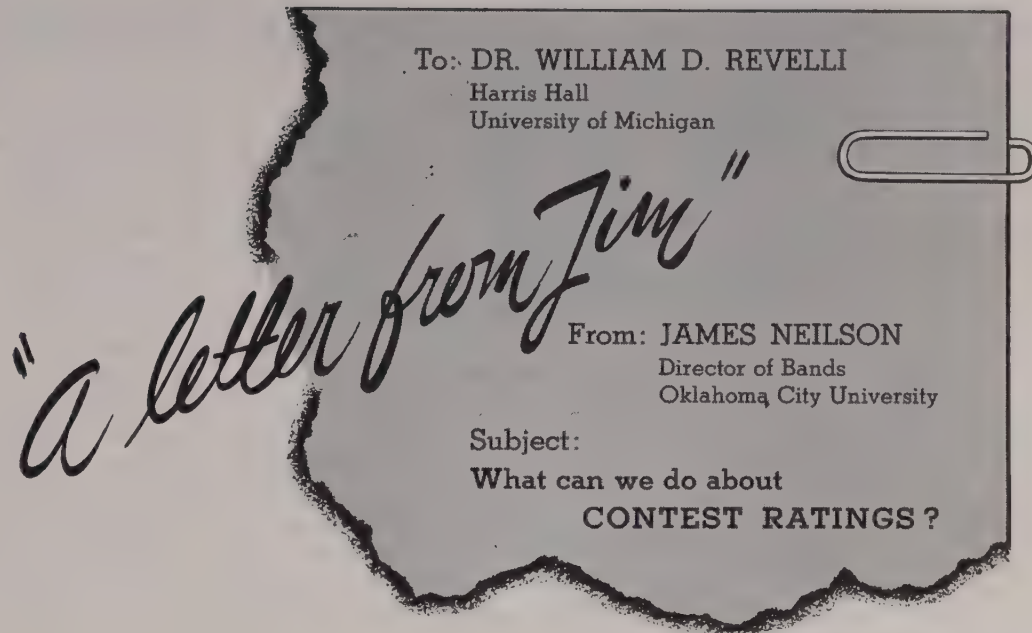 To: DR. WILLIAM D. REVELLI
Harris Hall
University of Michigan
"a letter from Jim"
From: JAMES NEILSON
Director of Bands
Oklahoma City University
Subject:
What can we do about
CONTEST RATINGS?